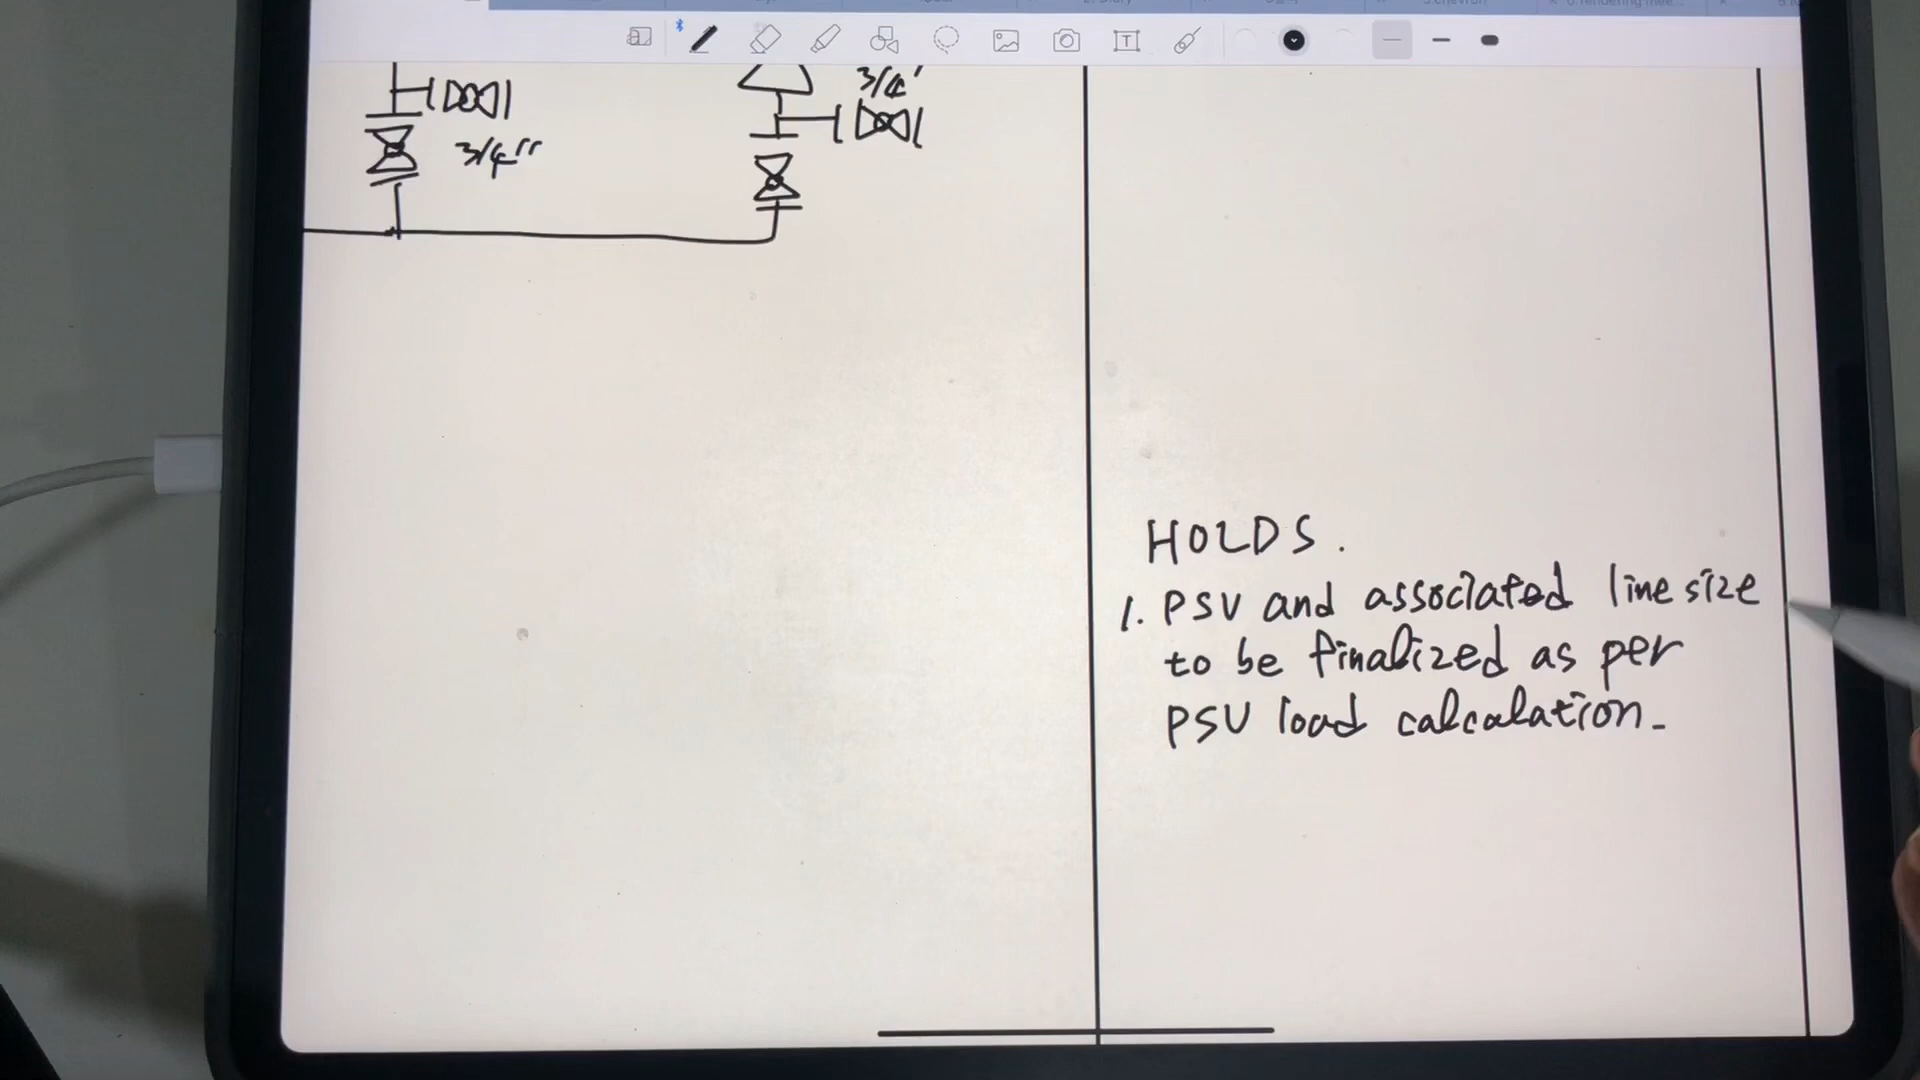 3/4'
3/4"
HOLDS.
1. PSV and associated line size
to be finalized as per
PSV load calculation.